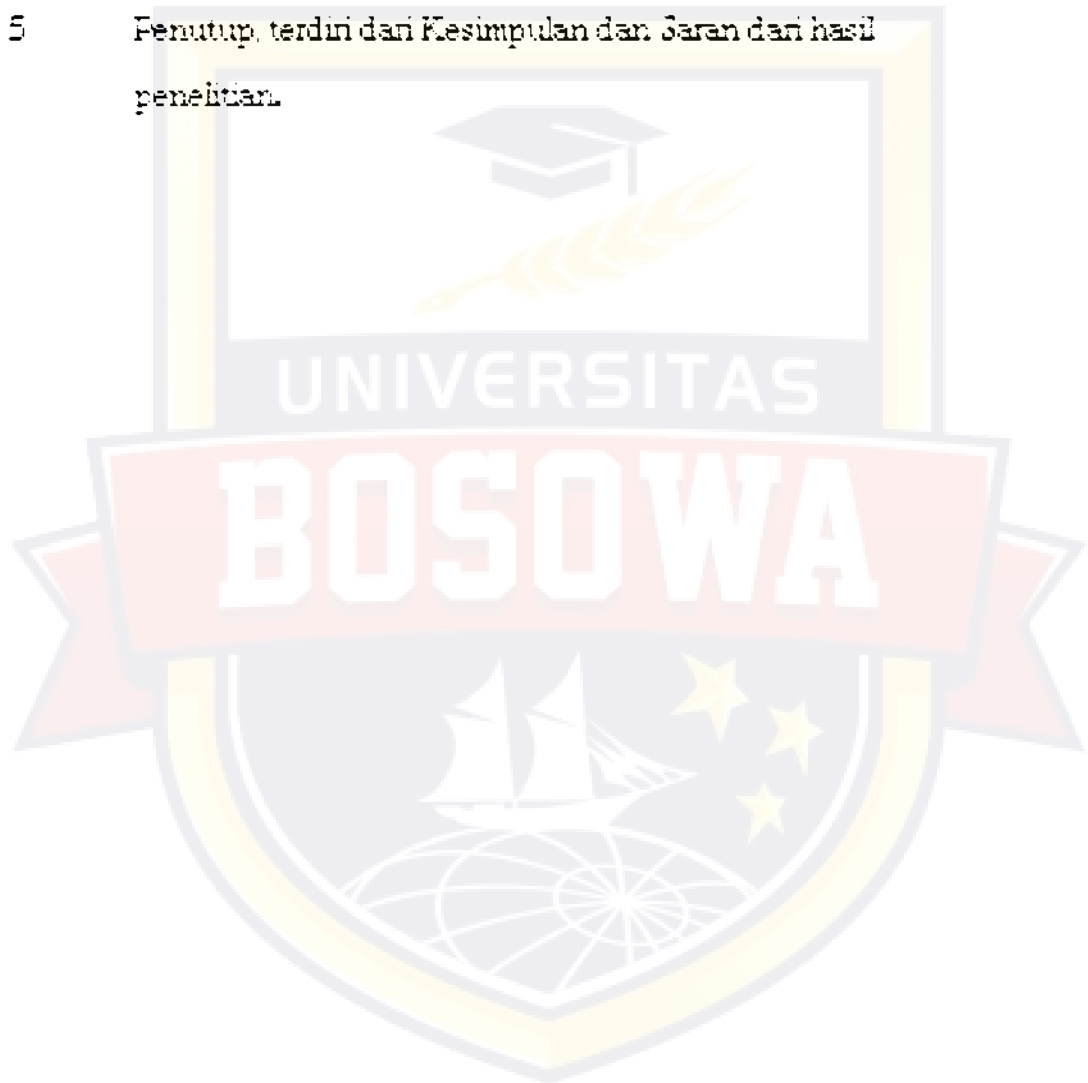 5 Penutup, terdiri dari Kesimpulan dan Saran dari hasil
penelitian.
UNIVERSITAS
BOSOWA